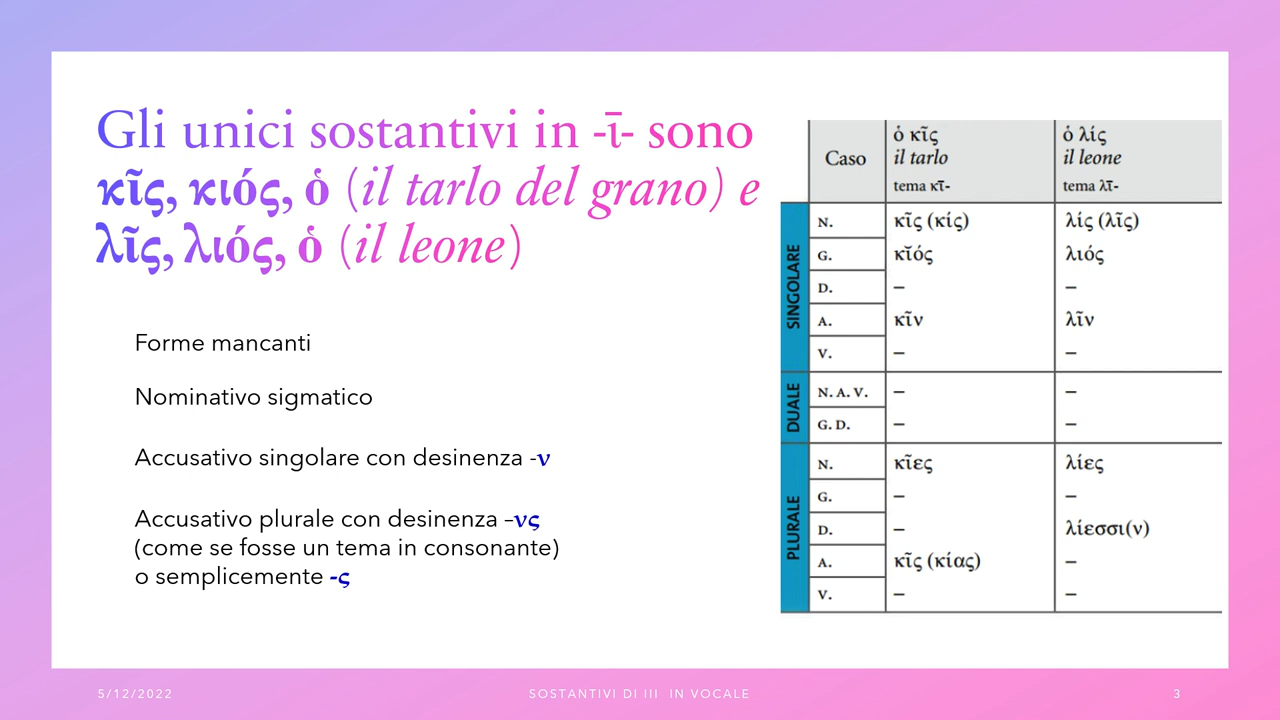 Gli unici sostantivi in -ῑ- sono
κῖς, κιός, ὁ (il tarlo del grano) e
λῖς, λιός, ὁ (il leone)
Forme mancanti
Nominativo sigmatico
Accusativo singolare con desinenza -ν
Accusativo plurale con desinenza –νς
(come se fosse un tema in consonante)
o semplicemente -ς
Caso
ὁ κῖς
il tarlo
tema κῑ-
ὁ λίς
il leone
tema λῑ-
SINGOLARE
N. κῖς (κίς) λίς (λῖς)
G. κῐός λιός
D. – –
A. κῖν λῖν
V. – –
DUALE
N. A. V. – –
G. D. – –
PLURALE
N. κῖες λίες
G. – –
D. – λίεσσι(ν)
A. κῖς (κίας) –
V. – –
5/12/2022
SOSTANTIVI DI III IN VOCALE
3